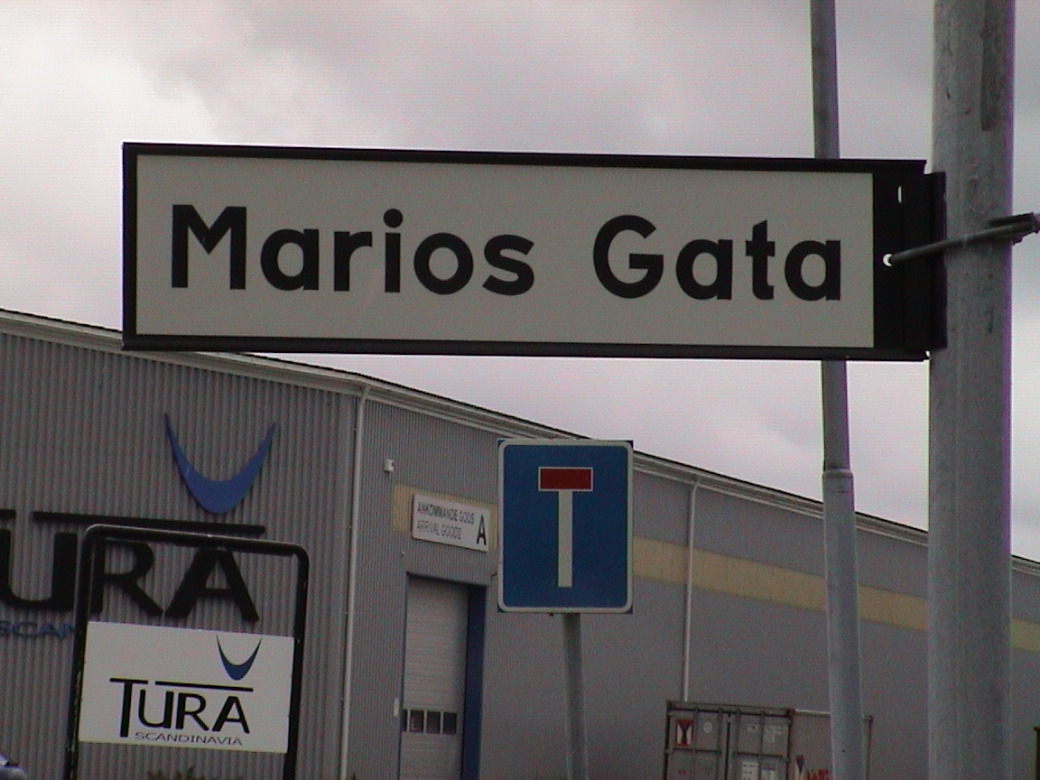 Marios Gata
ANKOMMANDE GODS
ARRIVAL GOODS
A
TURA
TURA
SCANDINAVIA